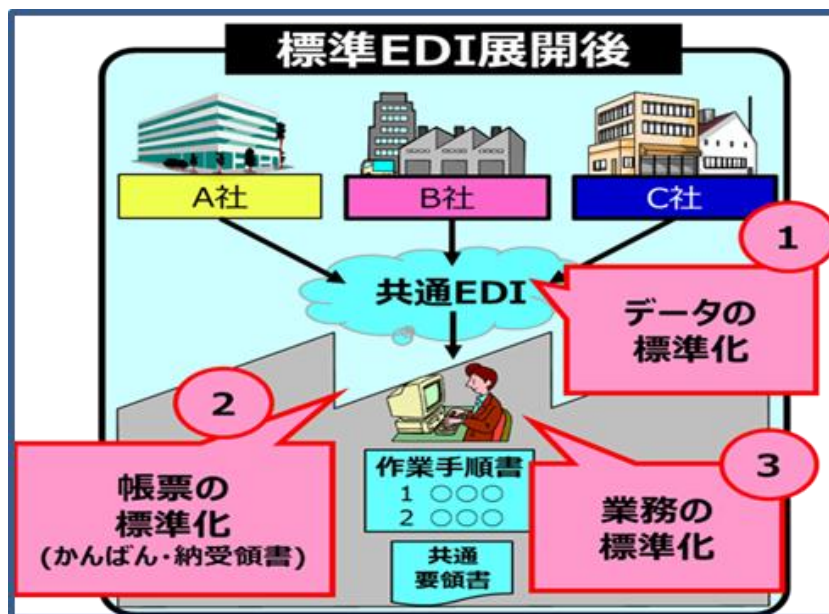 標準EDI展開後
A社
B社
C社
1
共通EDI
データの
標準化
2
帳票の
標準化
(かんばん・納受領書)
作業手順書
1 ○○○
2 ○○○
3
業務の
標準化
共通
要領書